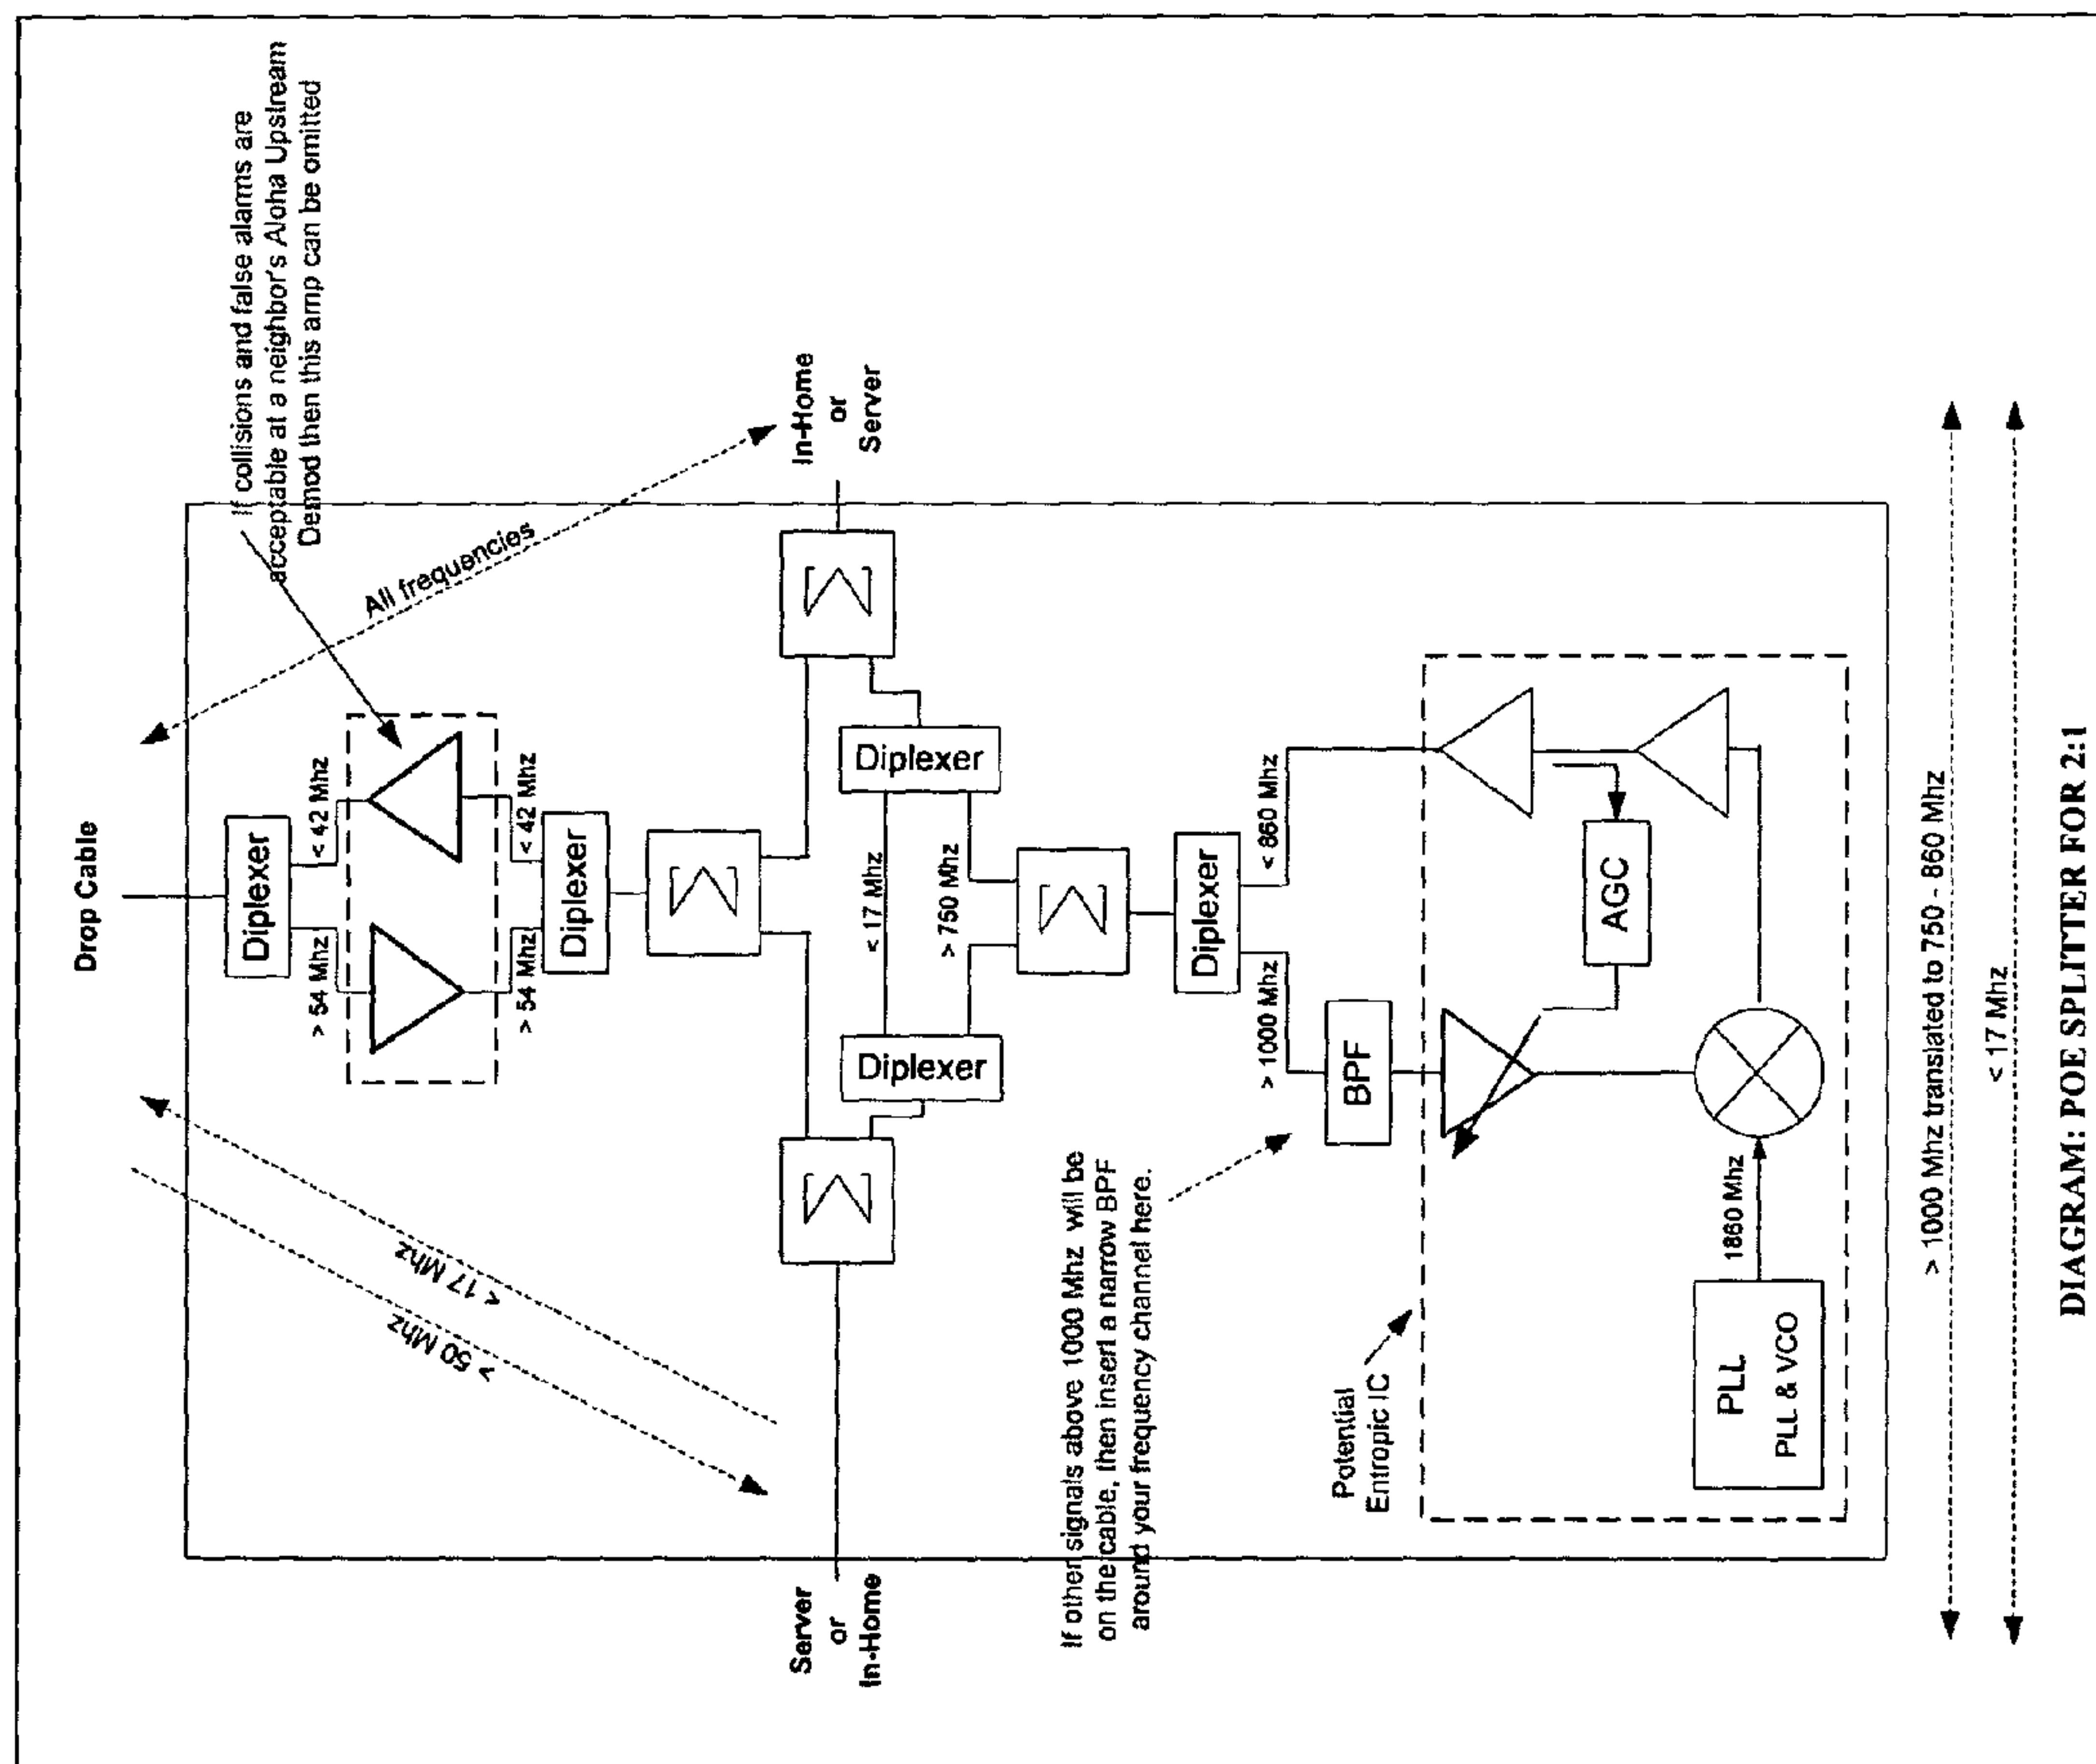 Drop Cable
If collisions and false alarms are
acceptable at a neighbor's Aloha Upstream
Demod then this amp can be omitted
Diplexer
> 54 Mhz
< 42 Mhz
> 54 Mhz
< 42 Mhz
Diplexer
All frequencies
< 17 Mhz
> 50 Mhz
Σ
Server
or
In-Home
Σ
Σ
In-Home
or
Server
Diplexer
< 17 Mhz
> 750 Mhz
Diplexer
Σ
Diplexer
> 1000 Mhz
< 860 Mhz
If other signals above 1000 Mhz will be
on the cable, then insert a narrow BPF
around your frequency channel here.
BPF
Potential
Entropic IC
AGC
PLL
PLL & VCO
1860 Mhz
> 1000 Mhz translated to 750 - 860 Mhz
< 17 Mhz
DIAGRAM: POE SPLITTER FOR 2:1